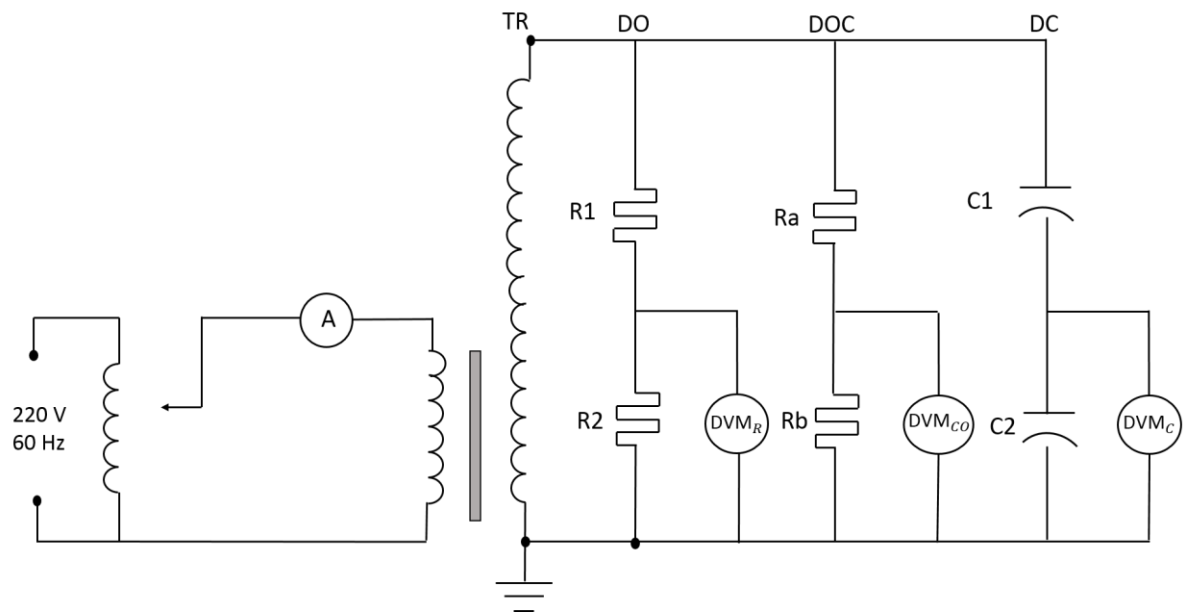 TR
DO
DOC
DC
R1
Ra
C1
A
220 V
60 Hz
R2
DVM_R
Rb
DVM_CO
C2
DVM_C